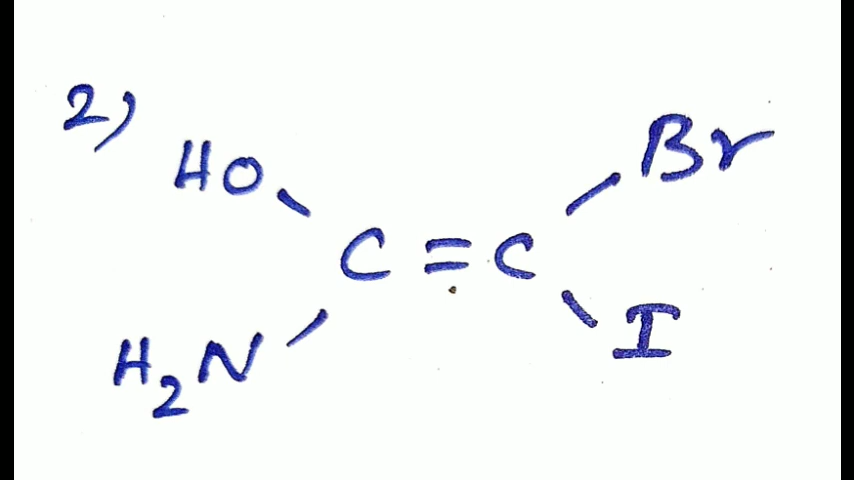 2)
HO Br
C = C
H₂N I